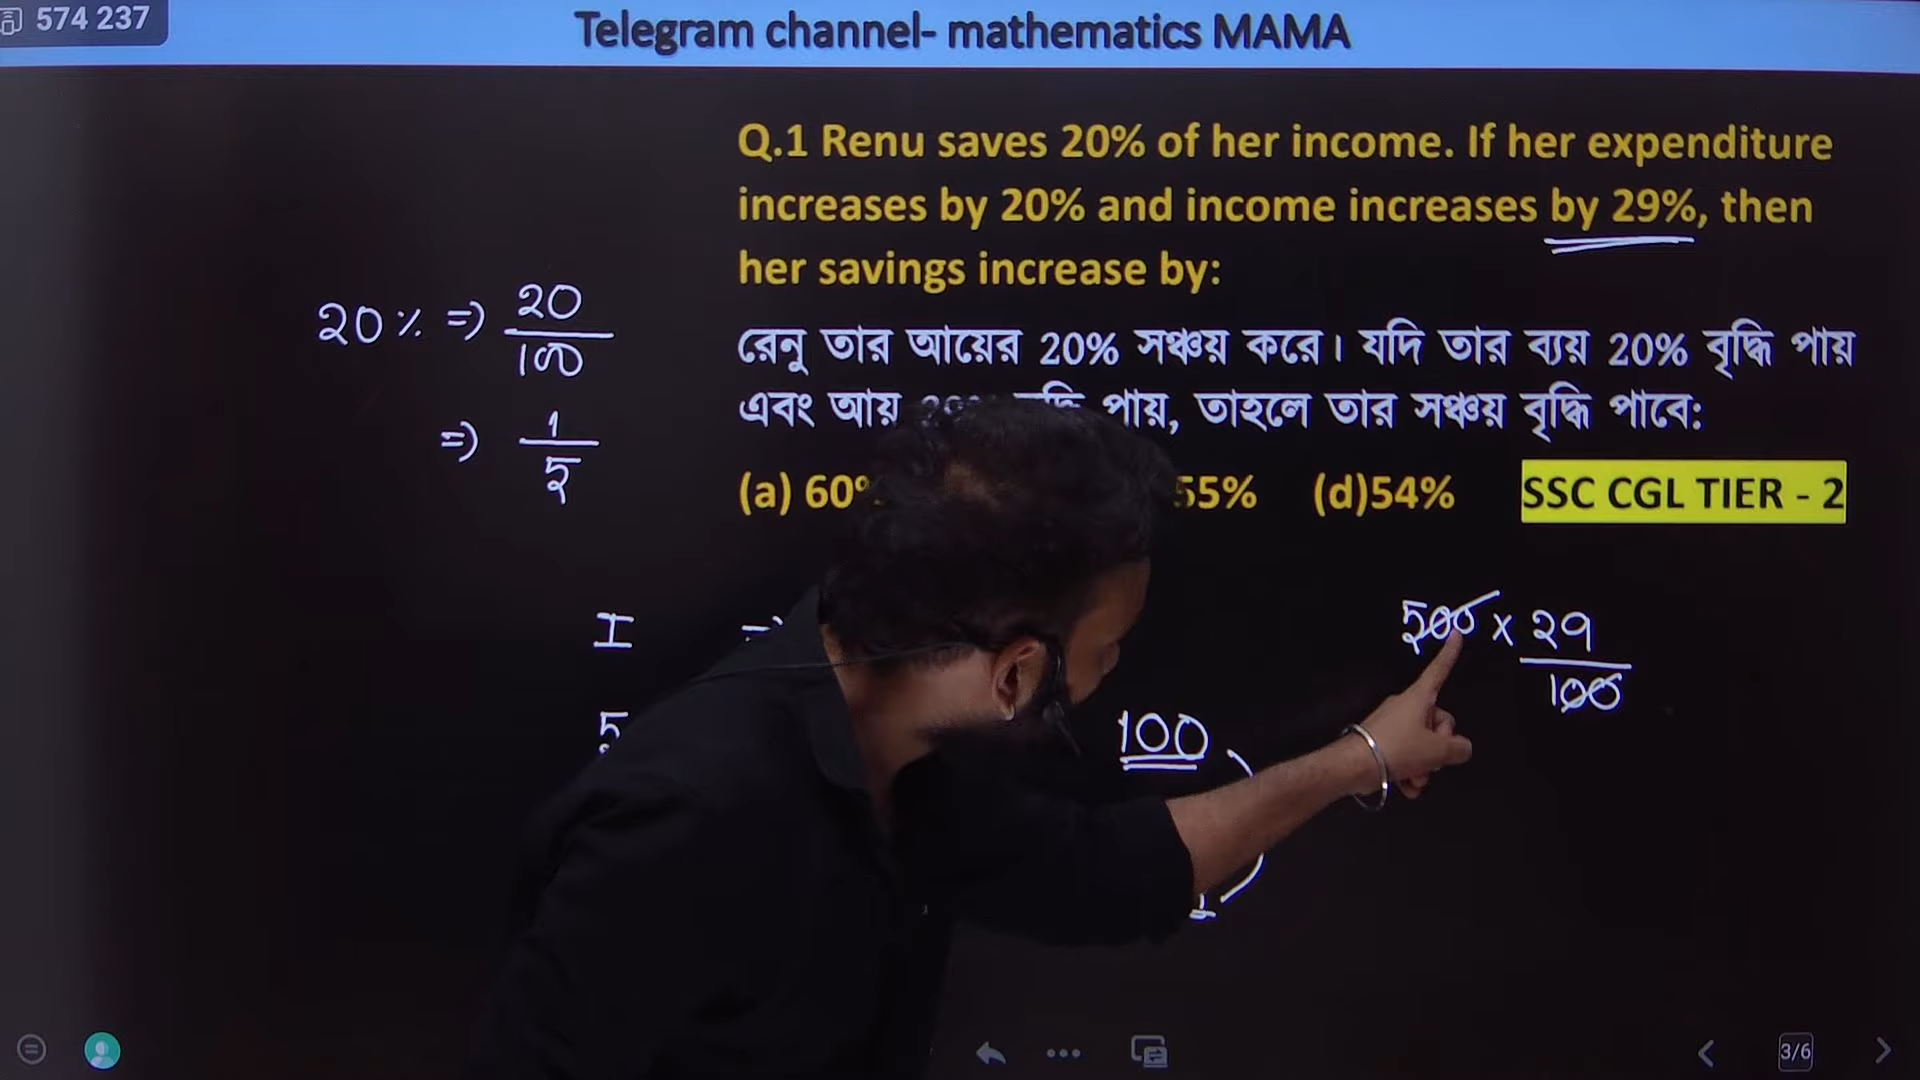 574 237
Telegram channel- mathematics MAMA
Q.1 Renu saves 20% of her income. If her expenditure
increases by 20% and income increases by 29%, then
her savings increase by:
রেনু তার আয়ের 20% সঞ্চয় করে। যদি তার ব্যয় 20% বৃদ্ধি পায়
এবং আয় পায়, তাহলে তার সঞ্চয় বৃদ্ধি পাবে:
(a) 60% 55% (d)54% SSC CGL TIER - 2
20% => 20/100
=> 1/5
I =>
5
100
500 x 29/100
3/6